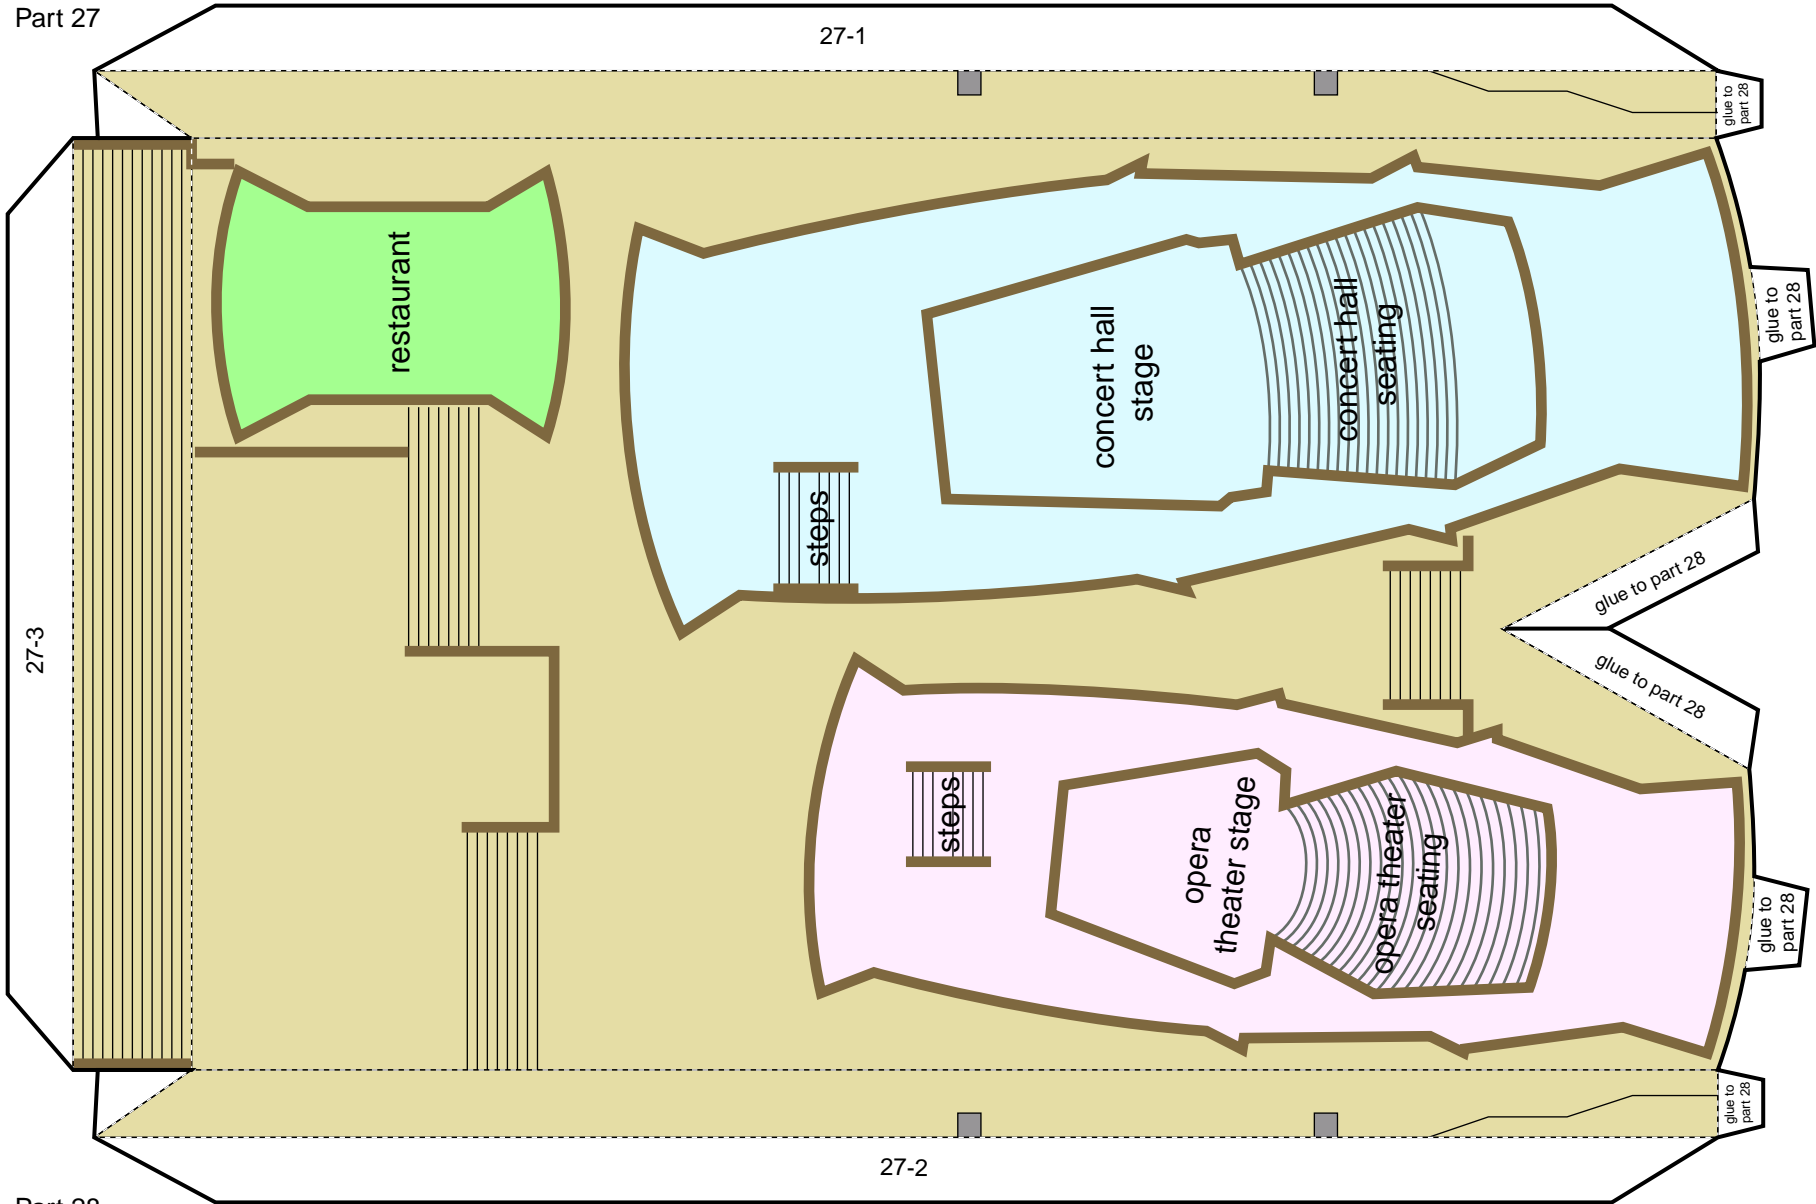 Part 27
27-1
glue to
part 28
restaurant
concert hall
stage
concert hall
seating
glue to
part 28
steps
glue to part 28
27-3
glue to part 28
steps
opera
theater stage
opera theater
seating
glue to
part 28
glue to
part 28
27-2
Part 28